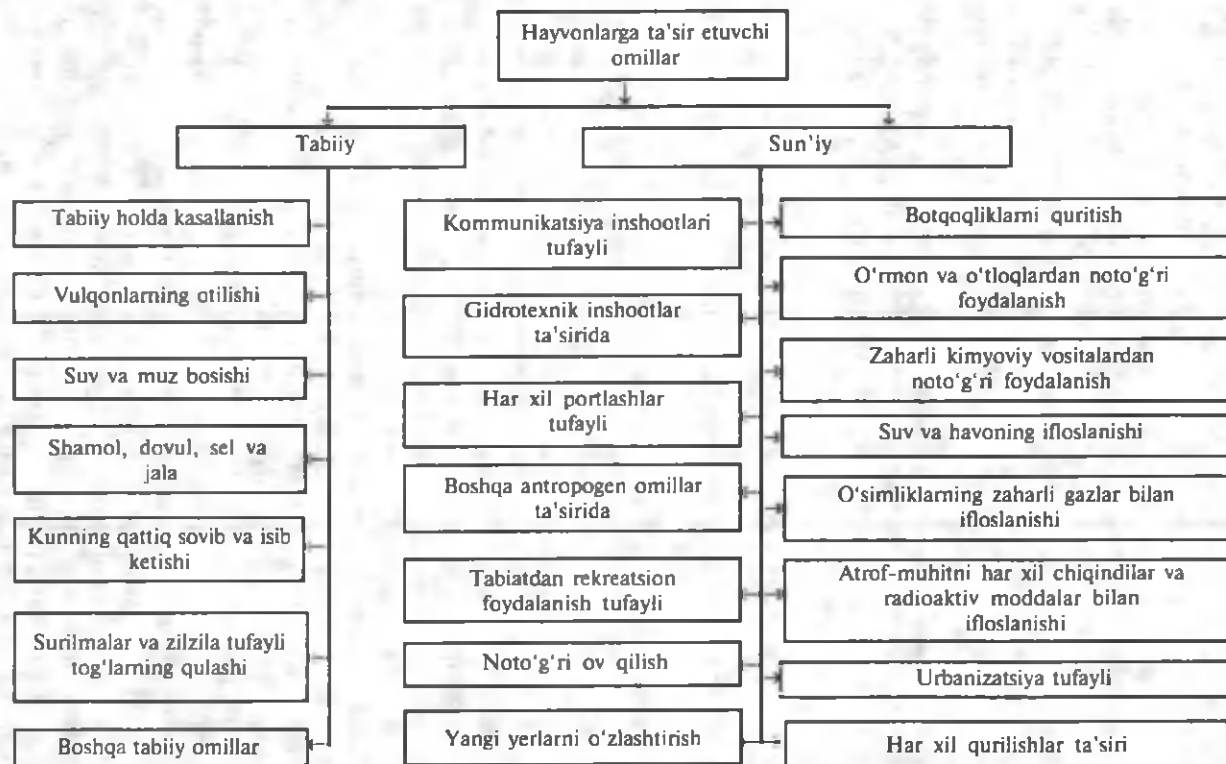 Hayvonlarga ta'sir etuvchi
omillar
Tabiiy
Sun'iy
Tabiiy holda kasallanish
Vulqonlarning otilishi
Suv va muz bosishi
Shamol, dovul, sel va
jala
Kunning qattiq sovib va isib
ketishi
Surilmalar va zilzila tufayli
tog‘larning qulashi
Boshqa tabiiy omillar
Kommunikatsiya inshootlari
tufayli
Gidrotexnik inshootlar
ta'sirida
Har xil portlashlar
tufayli
Boshqa antropogen omillar
ta'sirida
Tabiatdan rekreatsion
foydalanish tufayli
Noto‘g‘ri ov qilish
Yangi yerlarni o‘zlashtirish
Botqoqliklarni quritish
O‘rmon va o‘tloqlardan noto‘g‘ri
foydalanish
Zaharli kimyoviy vositalardan
noto‘g‘ri foydalanish
Suv va havoning ifloslanishi
O‘simliklarning zaharli gazlar bilan
ifloslanishi
Atrof-muhitni har xil chiqindilar va
radioaktiv moddalar bilan
ifloslanishi
Urbanizatsiya tufayli
Har xil qurilishlar ta'siri